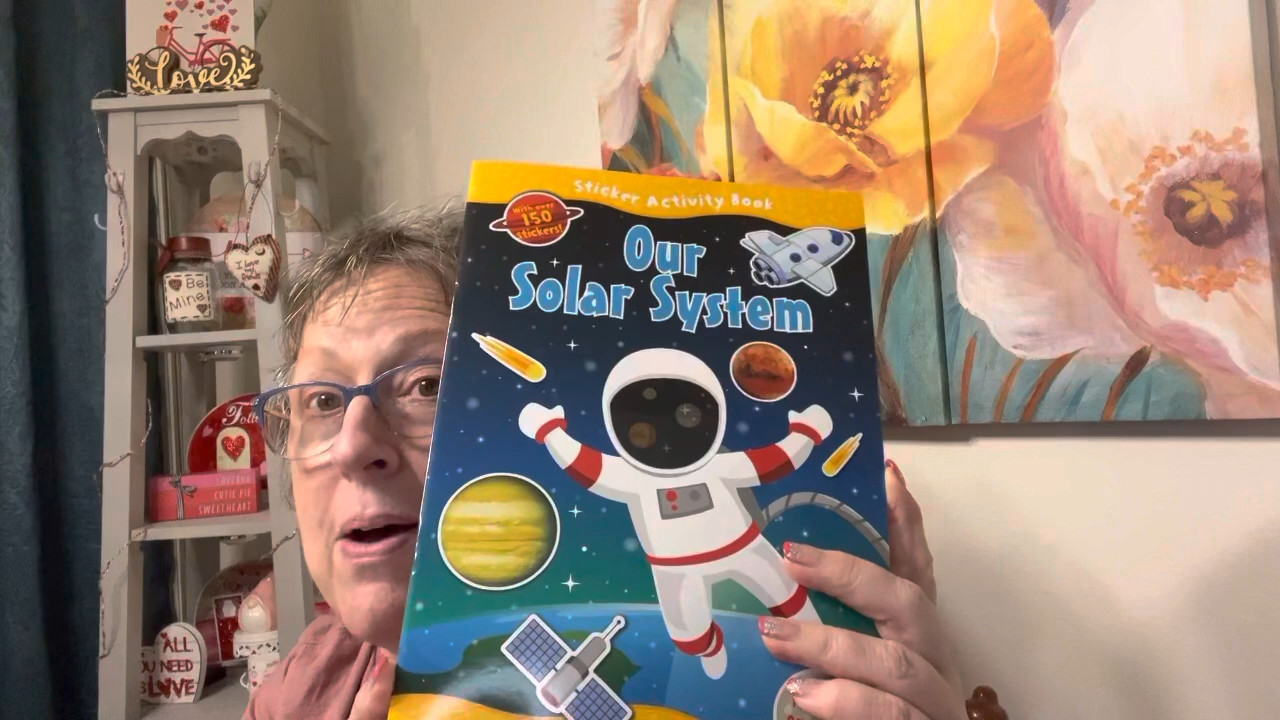 Love
Sticker Activity Book
With over
150
stickers!
Our
Solar System
I love
Be
Mine
CUTIE PIE
SWEETHEART
ALL
YOU NEED
IS LOVE